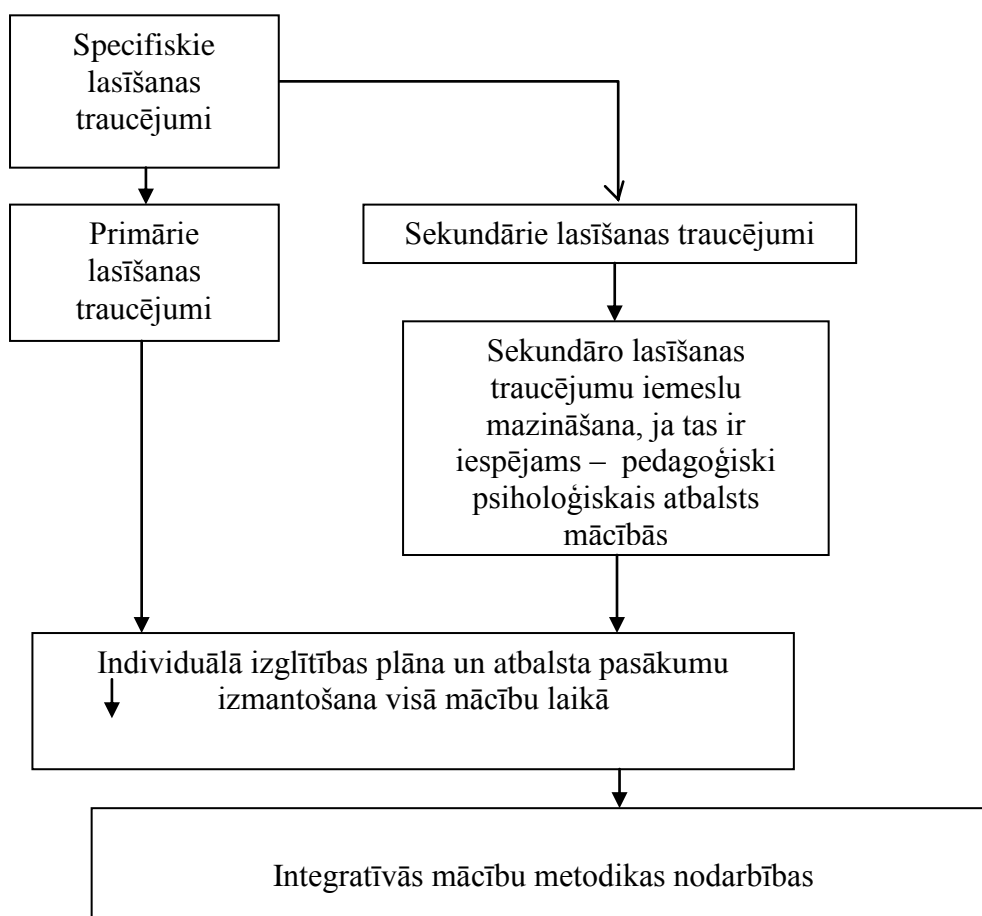 Specifiskie
lasīšanas
traucējumi
Primārie
lasīšanas
traucējumi
Sekundārie lasīšanas traucējumi
Sekundāro lasīšanas
traucējumu iemeslu
mazināšana, ja tas ir
iespējams – pedagoģiski
psiholoģiskais atbalsts
mācībās
Individuālā izglītības plāna un atbalsta pasākumu
izmantošana visā mācību laikā
Integratīvās mācību metodikas nodarbības